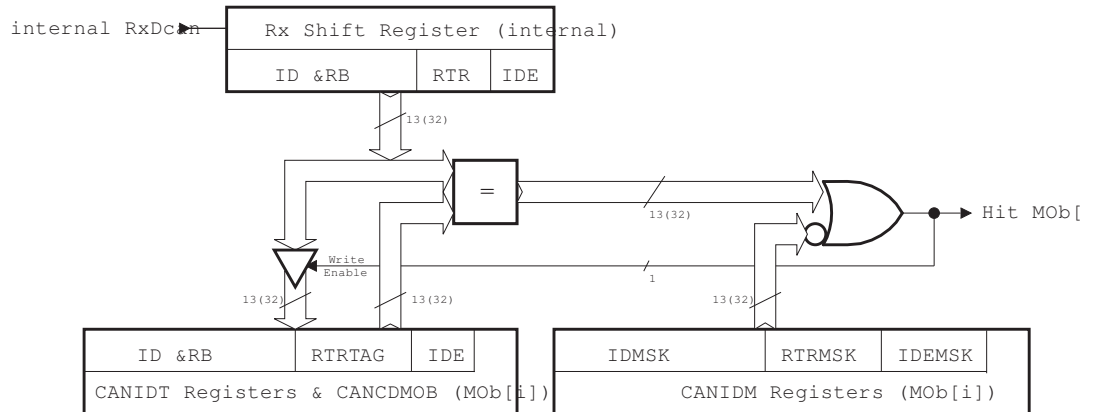 internal RxDcan
Rx Shift Register (internal)
ID &RB RTR IDE
13(32)
=
13(32)
Hit MOb[
Write
Enable
1
13(32) 13(32) 13(32)
ID &RB RTRTAG IDE
IDMSK RTRMSK IDEMSK
CANIDT Registers & CANCDMOB (MOb[i])
CANIDM Registers (MOb[i])